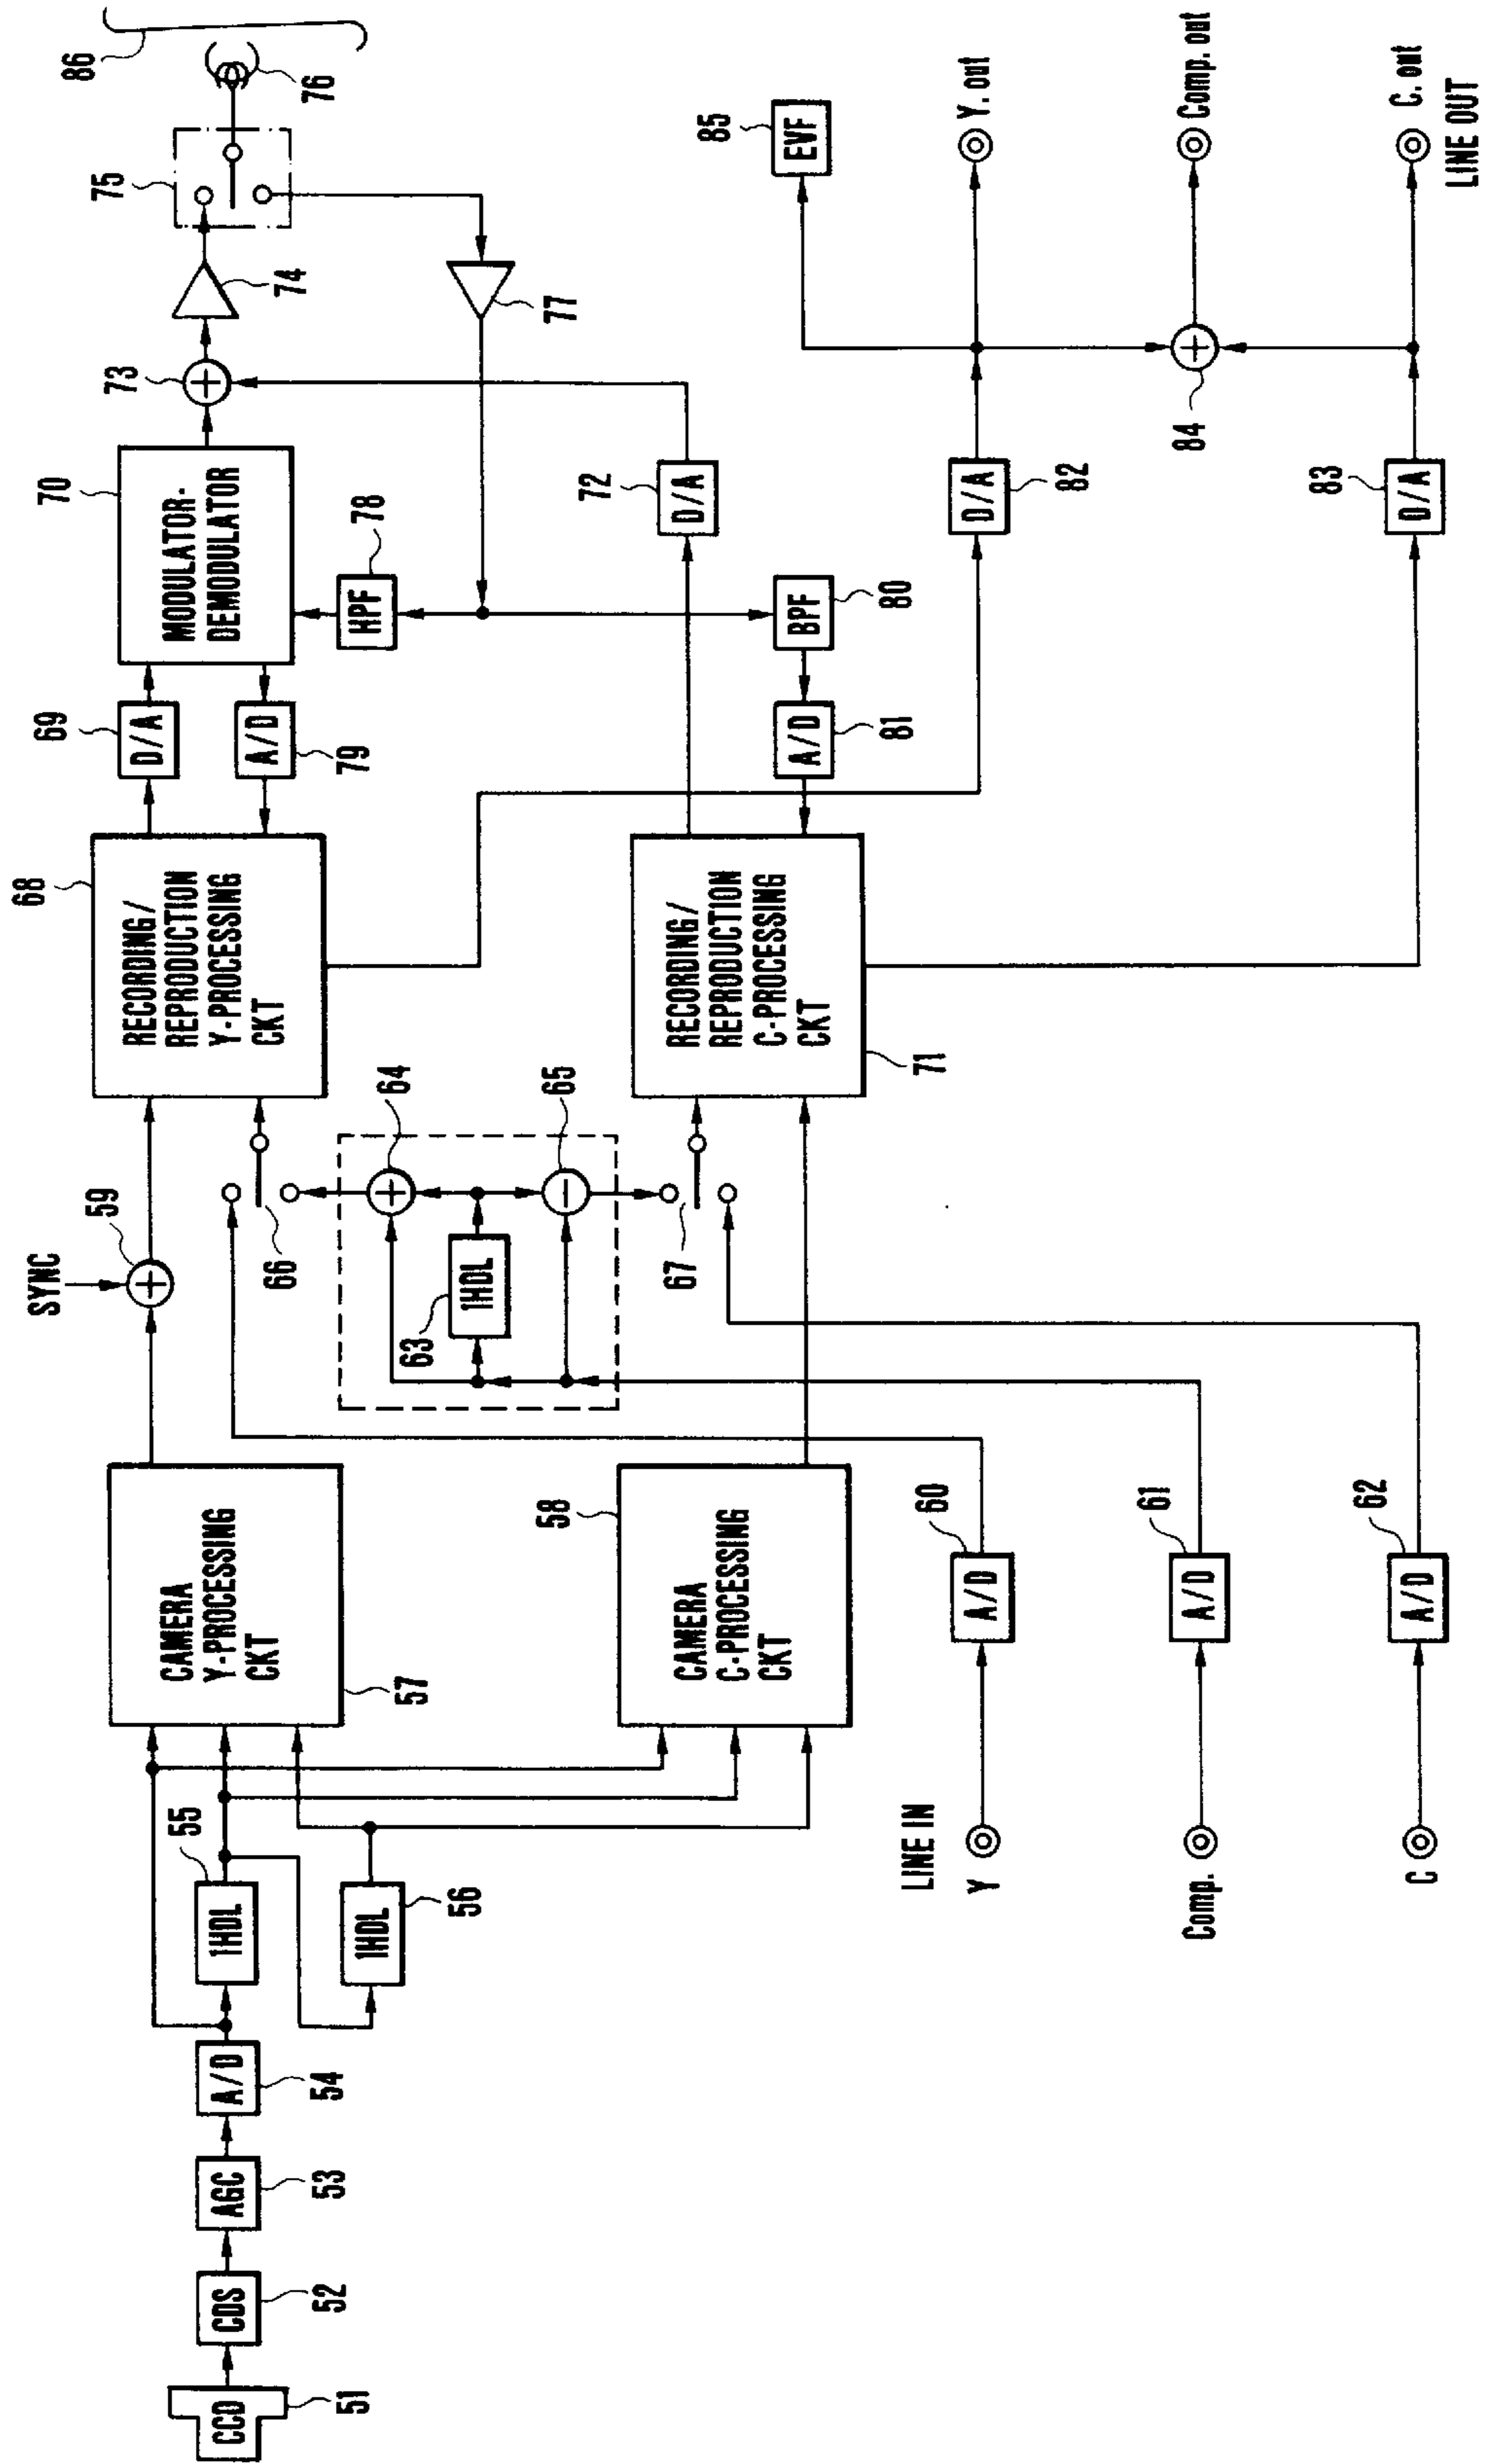 CCD
51
CDS
52
AGC
53
A/D
54
1HDL
55
1HDL
56
CAMERA
Y-PROCESSING
CKT
57
CAMERA
C-PROCESSING
CKT
58
SYNC
59
LINE IN
Y
A/D
60
Comp.
A/D
61
C
A/D
62
1HDL
63
64
65
66
67
RECORDING/
REPRODUCTION
Y-PROCESSING
CKT
68
D/A
69
A/D
79
MODULATOR-
DEMODULATOR
70
RECORDING/
REPRODUCTION
C-PROCESSING
CKT
71
D/A
72
73
74
75
76
86
77
HPF
78
BPF
80
A/D
81
D/A
82
D/A
83
84
EVF
85
Y. out
Comp. out
C. out
LINE OUT